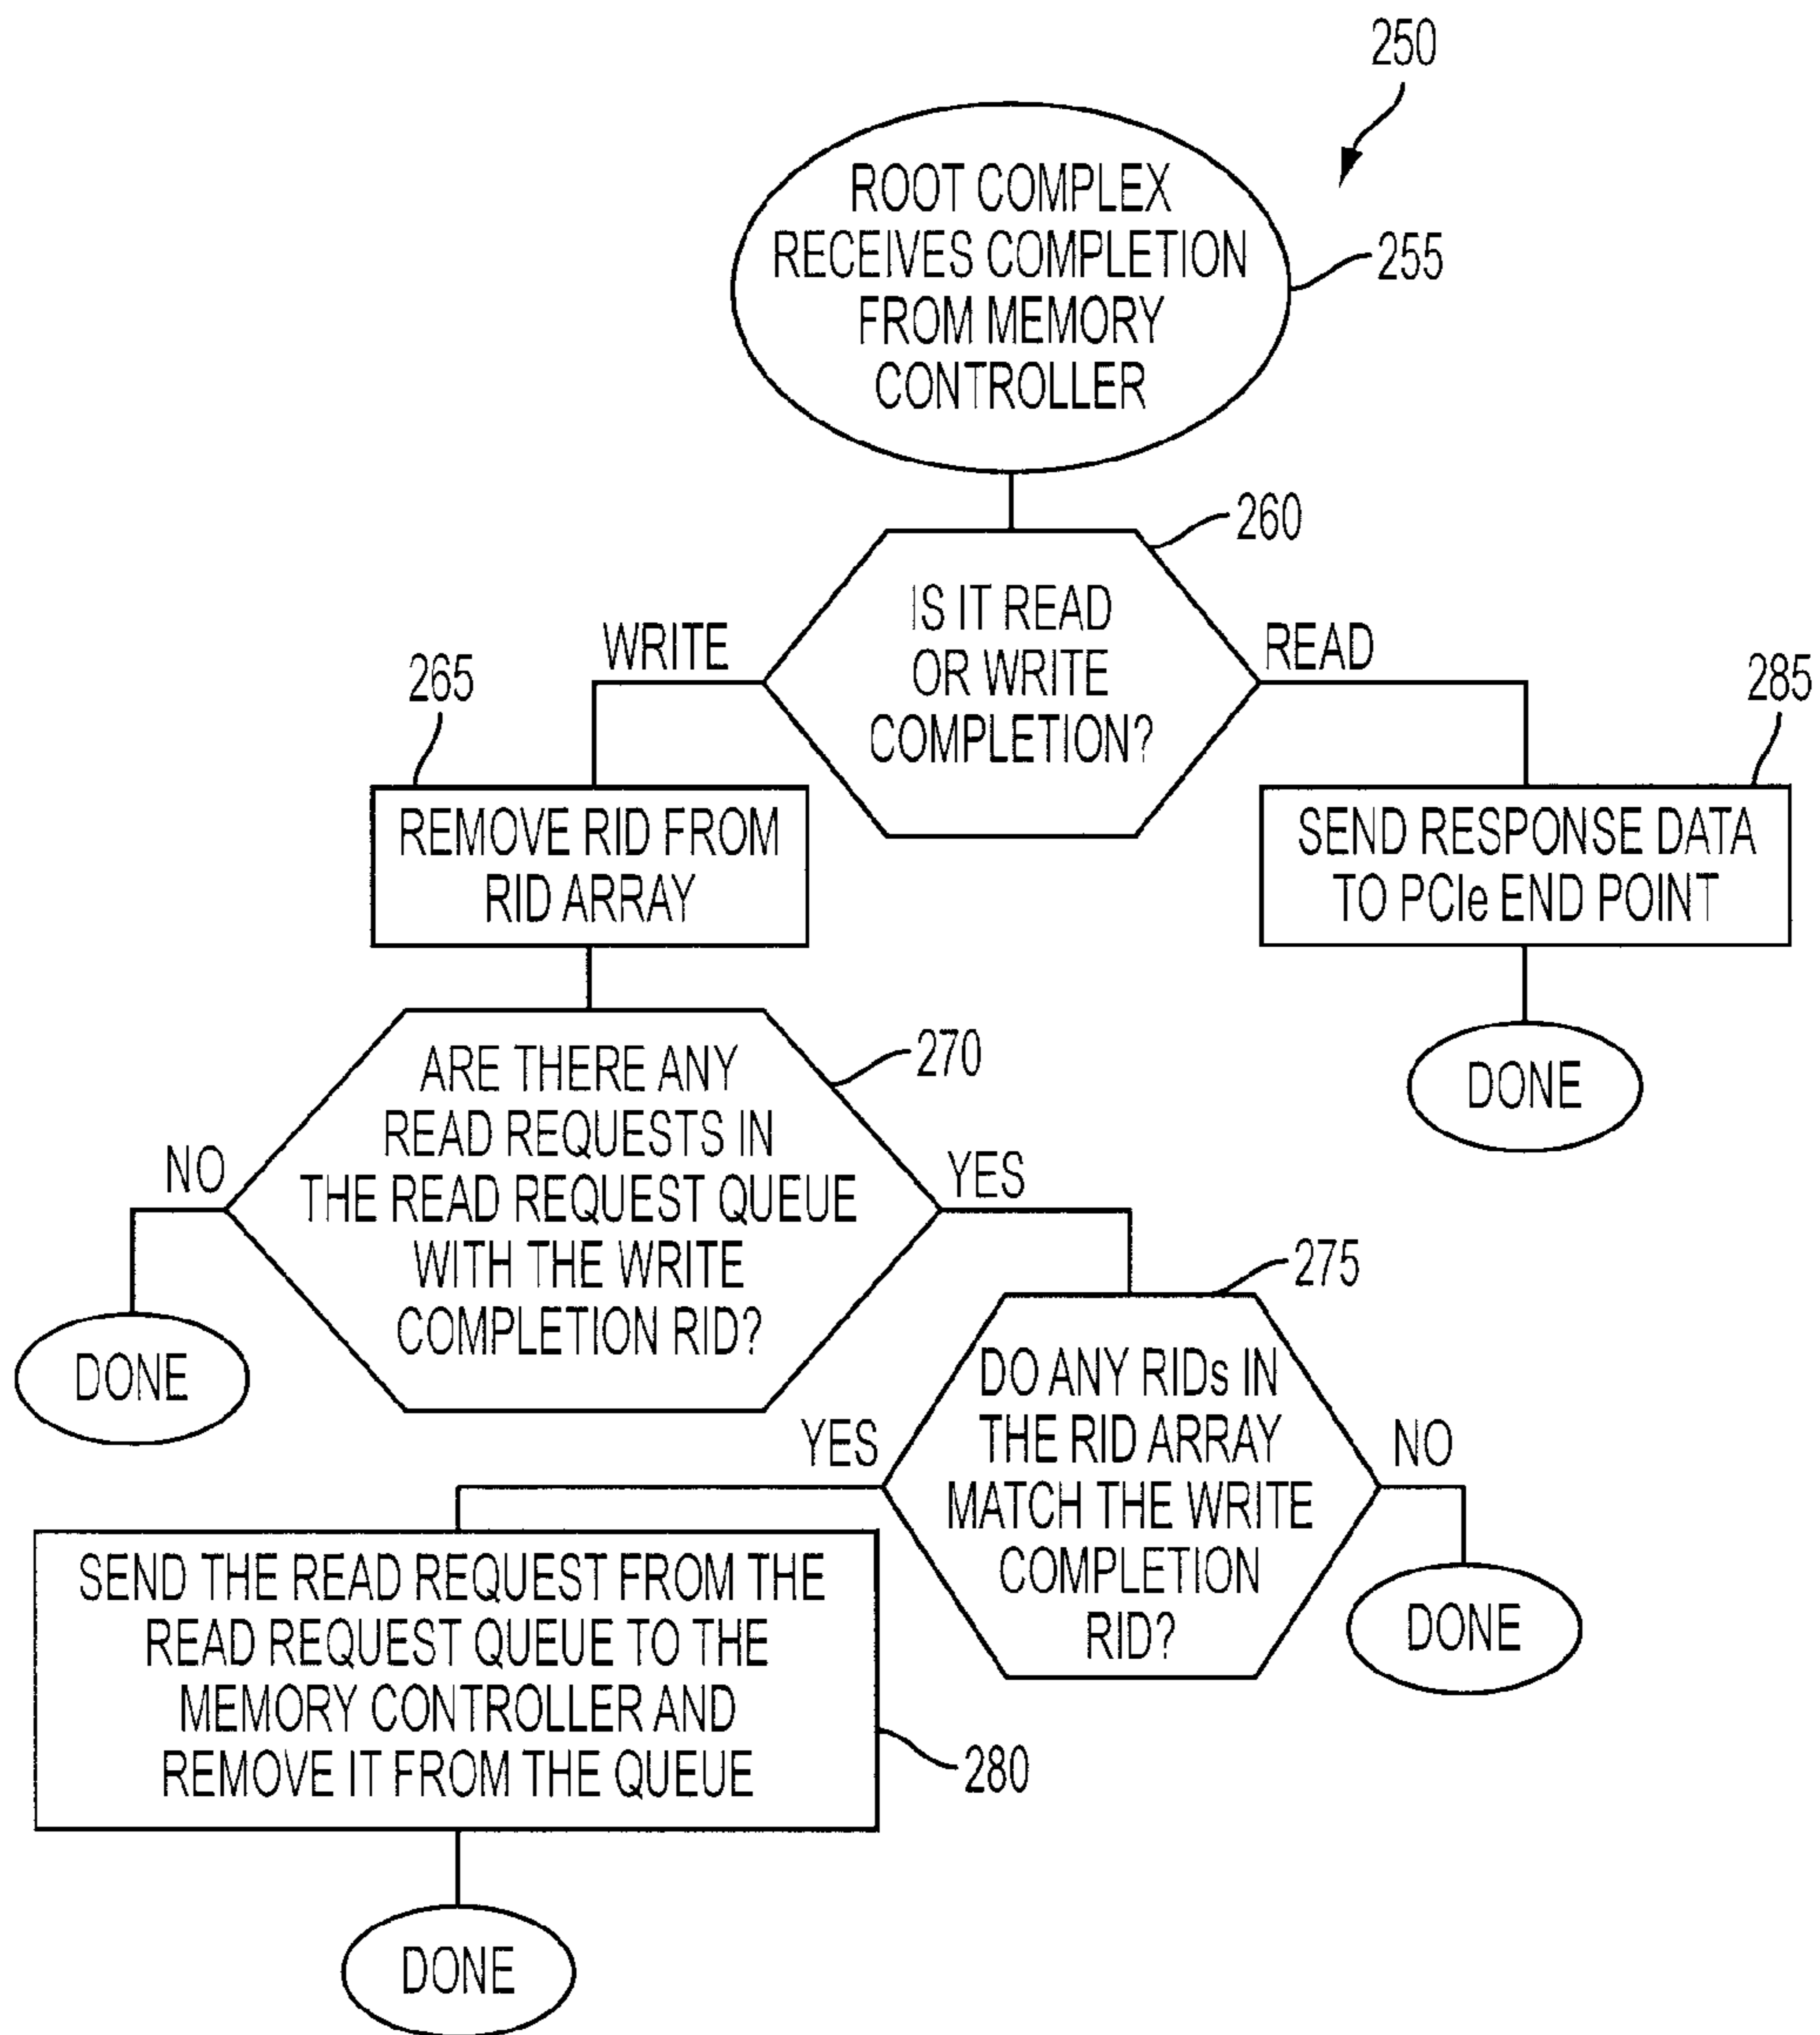 250
ROOT COMPLEX
RECEIVES COMPLETION
FROM MEMORY
CONTROLLER
255
260
IS IT READ
OR WRITE
COMPLETION?
WRITE
READ
265
285
REMOVE RID FROM
RID ARRAY
SEND RESPONSE DATA
TO PCIe END POINT
DONE
270
ARE THERE ANY
READ REQUESTS IN
THE READ REQUEST QUEUE
WITH THE WRITE
COMPLETION RID?
NO
YES
DONE
275
DO ANY RIDs IN
THE RID ARRAY
MATCH THE WRITE
COMPLETION
RID?
YES
NO
DONE
SEND THE READ REQUEST FROM THE
READ REQUEST QUEUE TO THE
MEMORY CONTROLLER AND
REMOVE IT FROM THE QUEUE
280
DONE